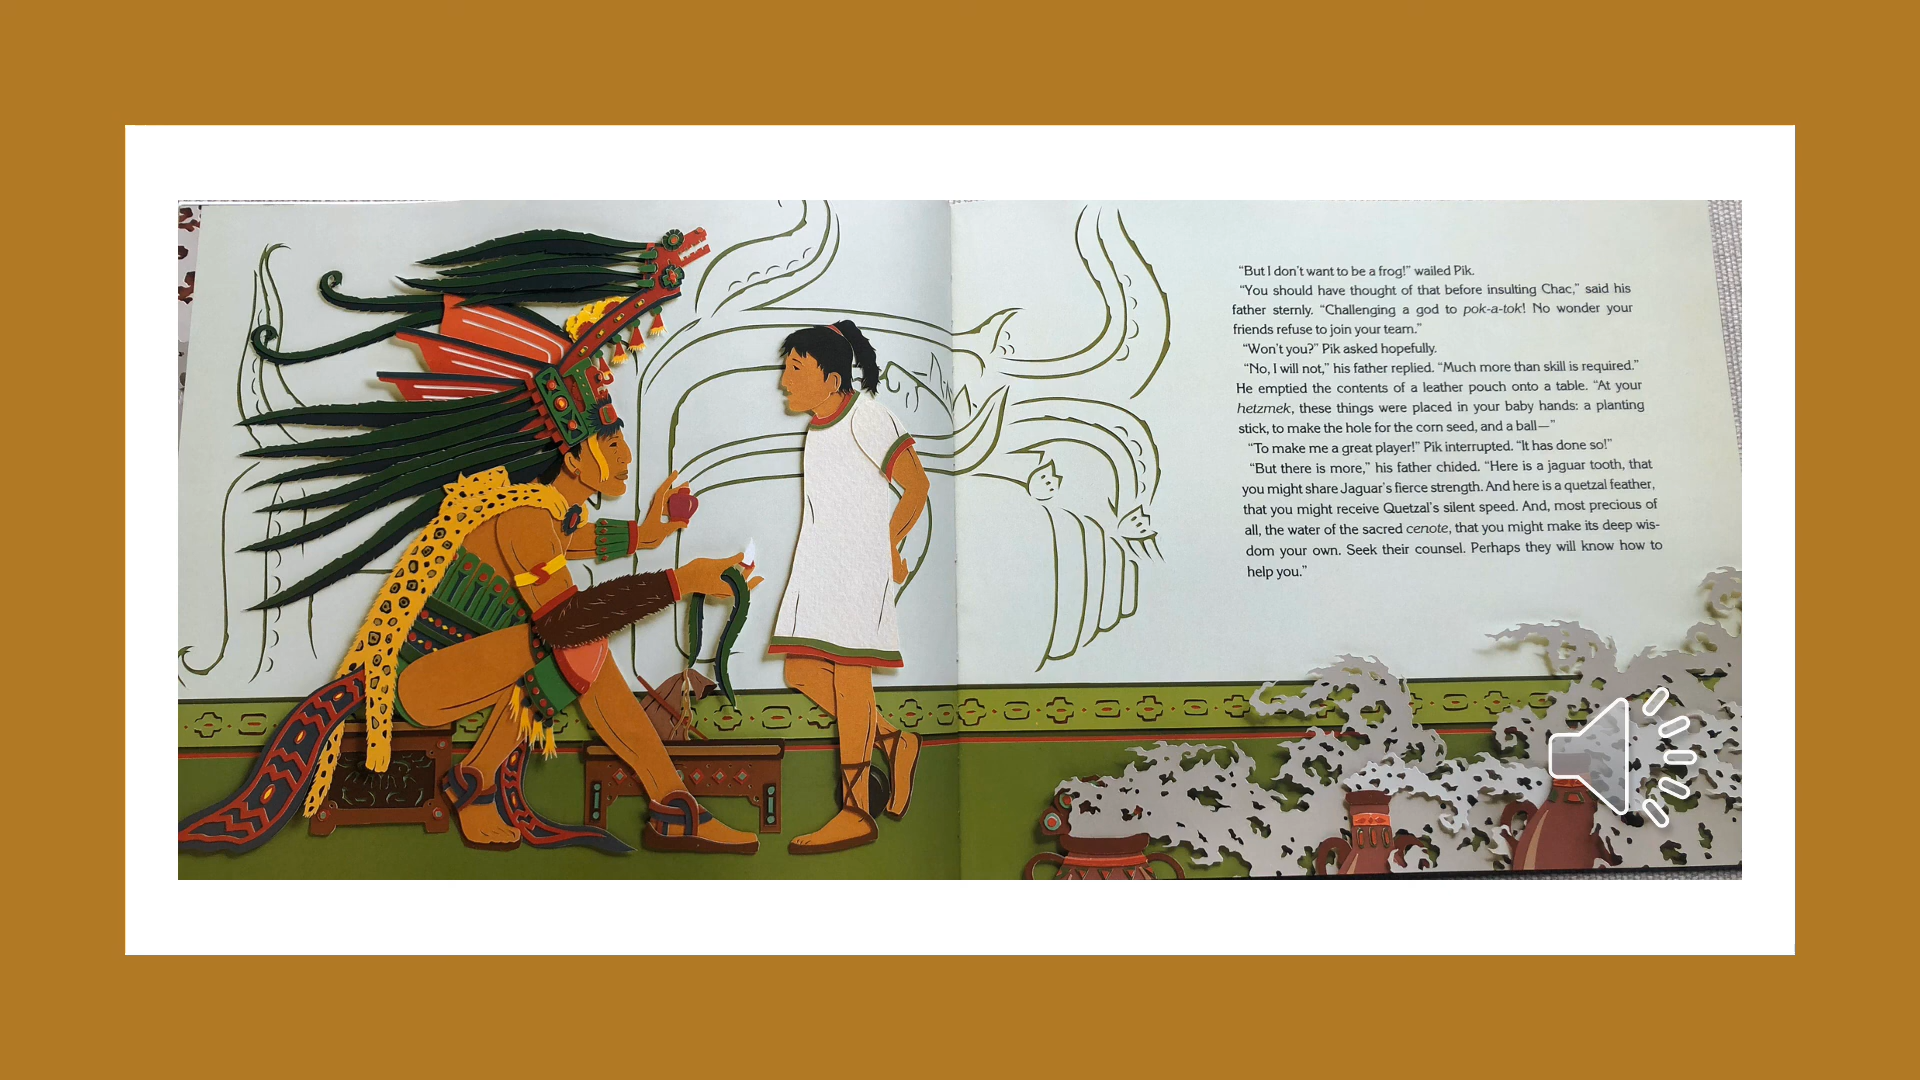 “But I don’t want to be a frog!” wailed Pik.
“You should have thought of that before insulting Chac,” said his
father sternly. “Challenging a god to pok-a-tok! No wonder your
friends refuse to join your team.”
“Won’t you?” Pik asked hopefully.
“No, I will not,” his father replied. “Much more than skill is required.”
He emptied the contents of a leather pouch onto a table. “At your
hetzmek, these things were placed in your baby hands: a planting
stick, to make the hole for the corn seed, and a ball—”
“To make me a great player!” Pik interrupted. “It has done so!”
“But there is more,” his father chided. “Here is a jaguar tooth, that
you might share Jaguar’s fierce strength. And here is a quetzal feather,
that you might receive Quetzal’s silent speed. And, most precious of
all, the water of the sacred cenote, that you might make its deep wis-
dom your own. Seek their counsel. Perhaps they will know how to
help you.”